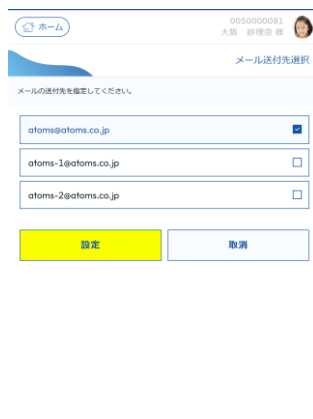 ホーム
0050000081
大阪 紗理奈 様
メール送付先選択
メールの送付先を指定してください。
atoms@atoms.co.jp
atoms-1@atoms.co.jp
atoms-2@atoms.co.jp
設定
取消